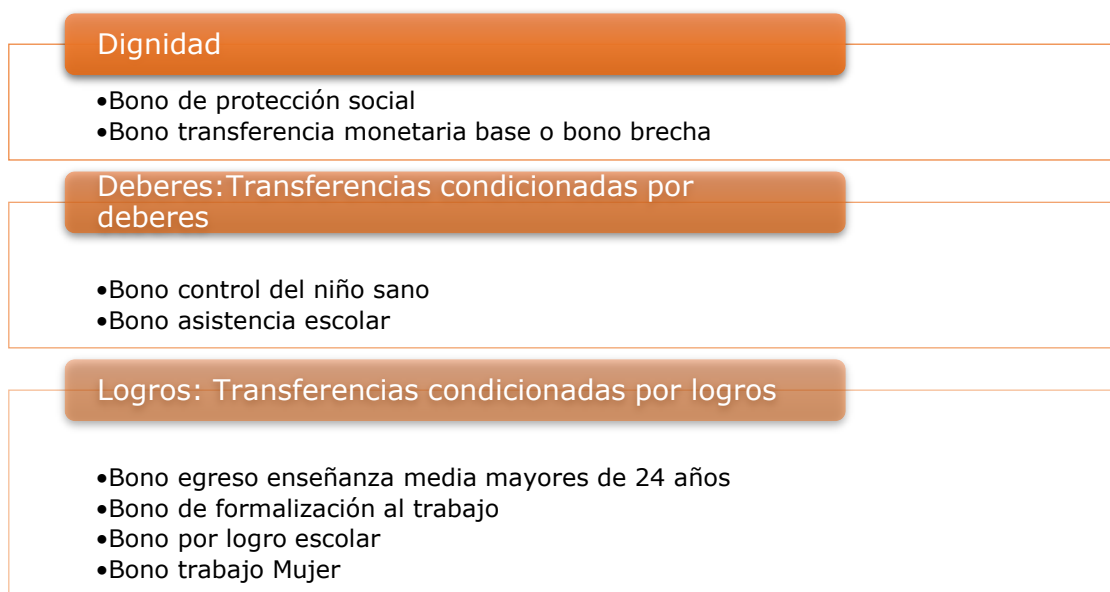 Dignidad
•Bono de protección social
•Bono transferencia monetaria base o bono brecha
Deberes:Transferencias condicionadas por
deberes
•Bono control del niño sano
•Bono asistencia escolar
Logros: Transferencias condicionadas por logros
•Bono egreso enseñanza media mayores de 24 años
•Bono de formalización al trabajo
•Bono por logro escolar
•Bono trabajo Mujer